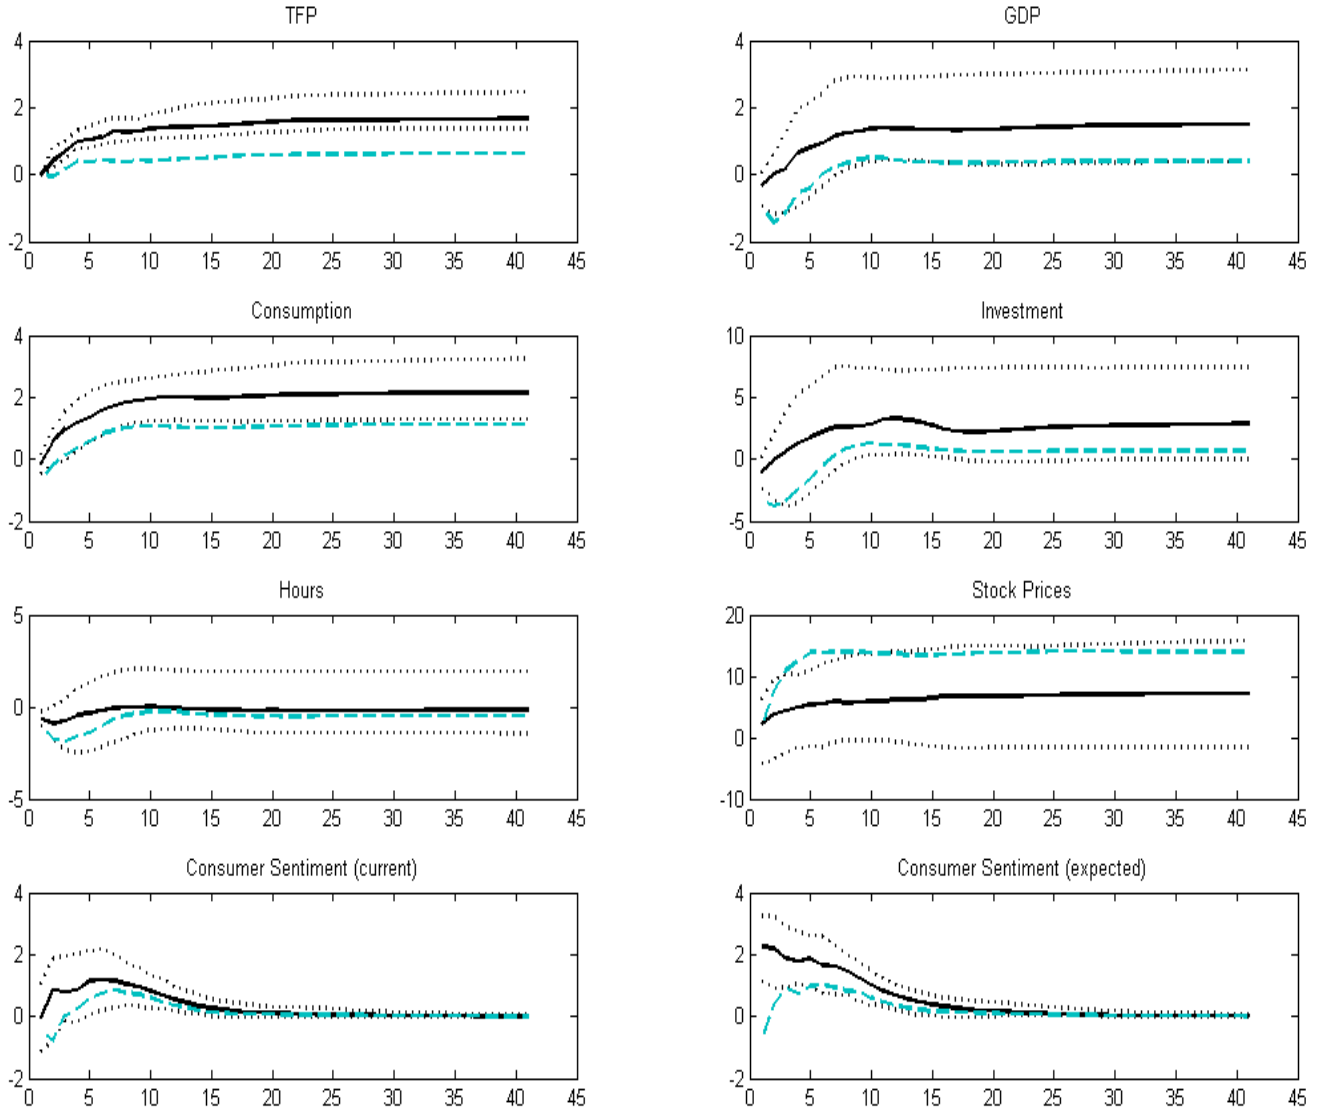 TFP
4
2
0
-2
0 5 10 15 20 25 30 35 40 45
GDP
4
2
0
-2
0 5 10 15 20 25 30 35 40 45
Consumption
4
2
0
-2
0 5 10 15 20 25 30 35 40 45
Investment
10
5
0
-5
0 5 10 15 20 25 30 35 40 45
Hours
5
0
-5
0 5 10 15 20 25 30 35 40 45
Stock Prices
20
10
0
-10
0 5 10 15 20 25 30 35 40 45
Consumer Sentiment (current)
4
2
0
-2
0 5 10 15 20 25 30 35 40 45
Consumer Sentiment (expected)
4
2
0
-2
0 5 10 15 20 25 30 35 40 45